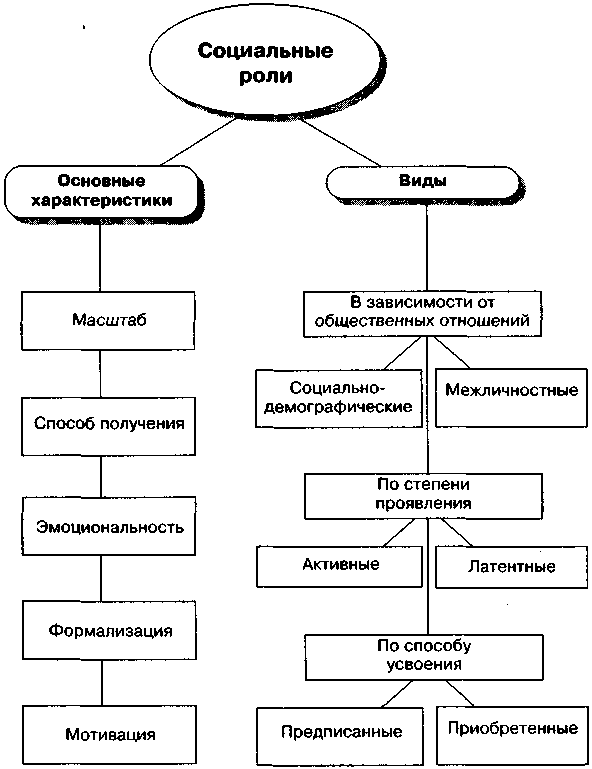 Социальные
роли
Основные
характеристики
Виды
Масштаб
Способ получения
Эмоциональность
Формализация
Мотивация
В зависимости от
общественных отношений
Социально-
демографические
Межличностные
По степени
проявления
Активные
Латентные
По способу
усвоения
Предписанные
Приобретенные